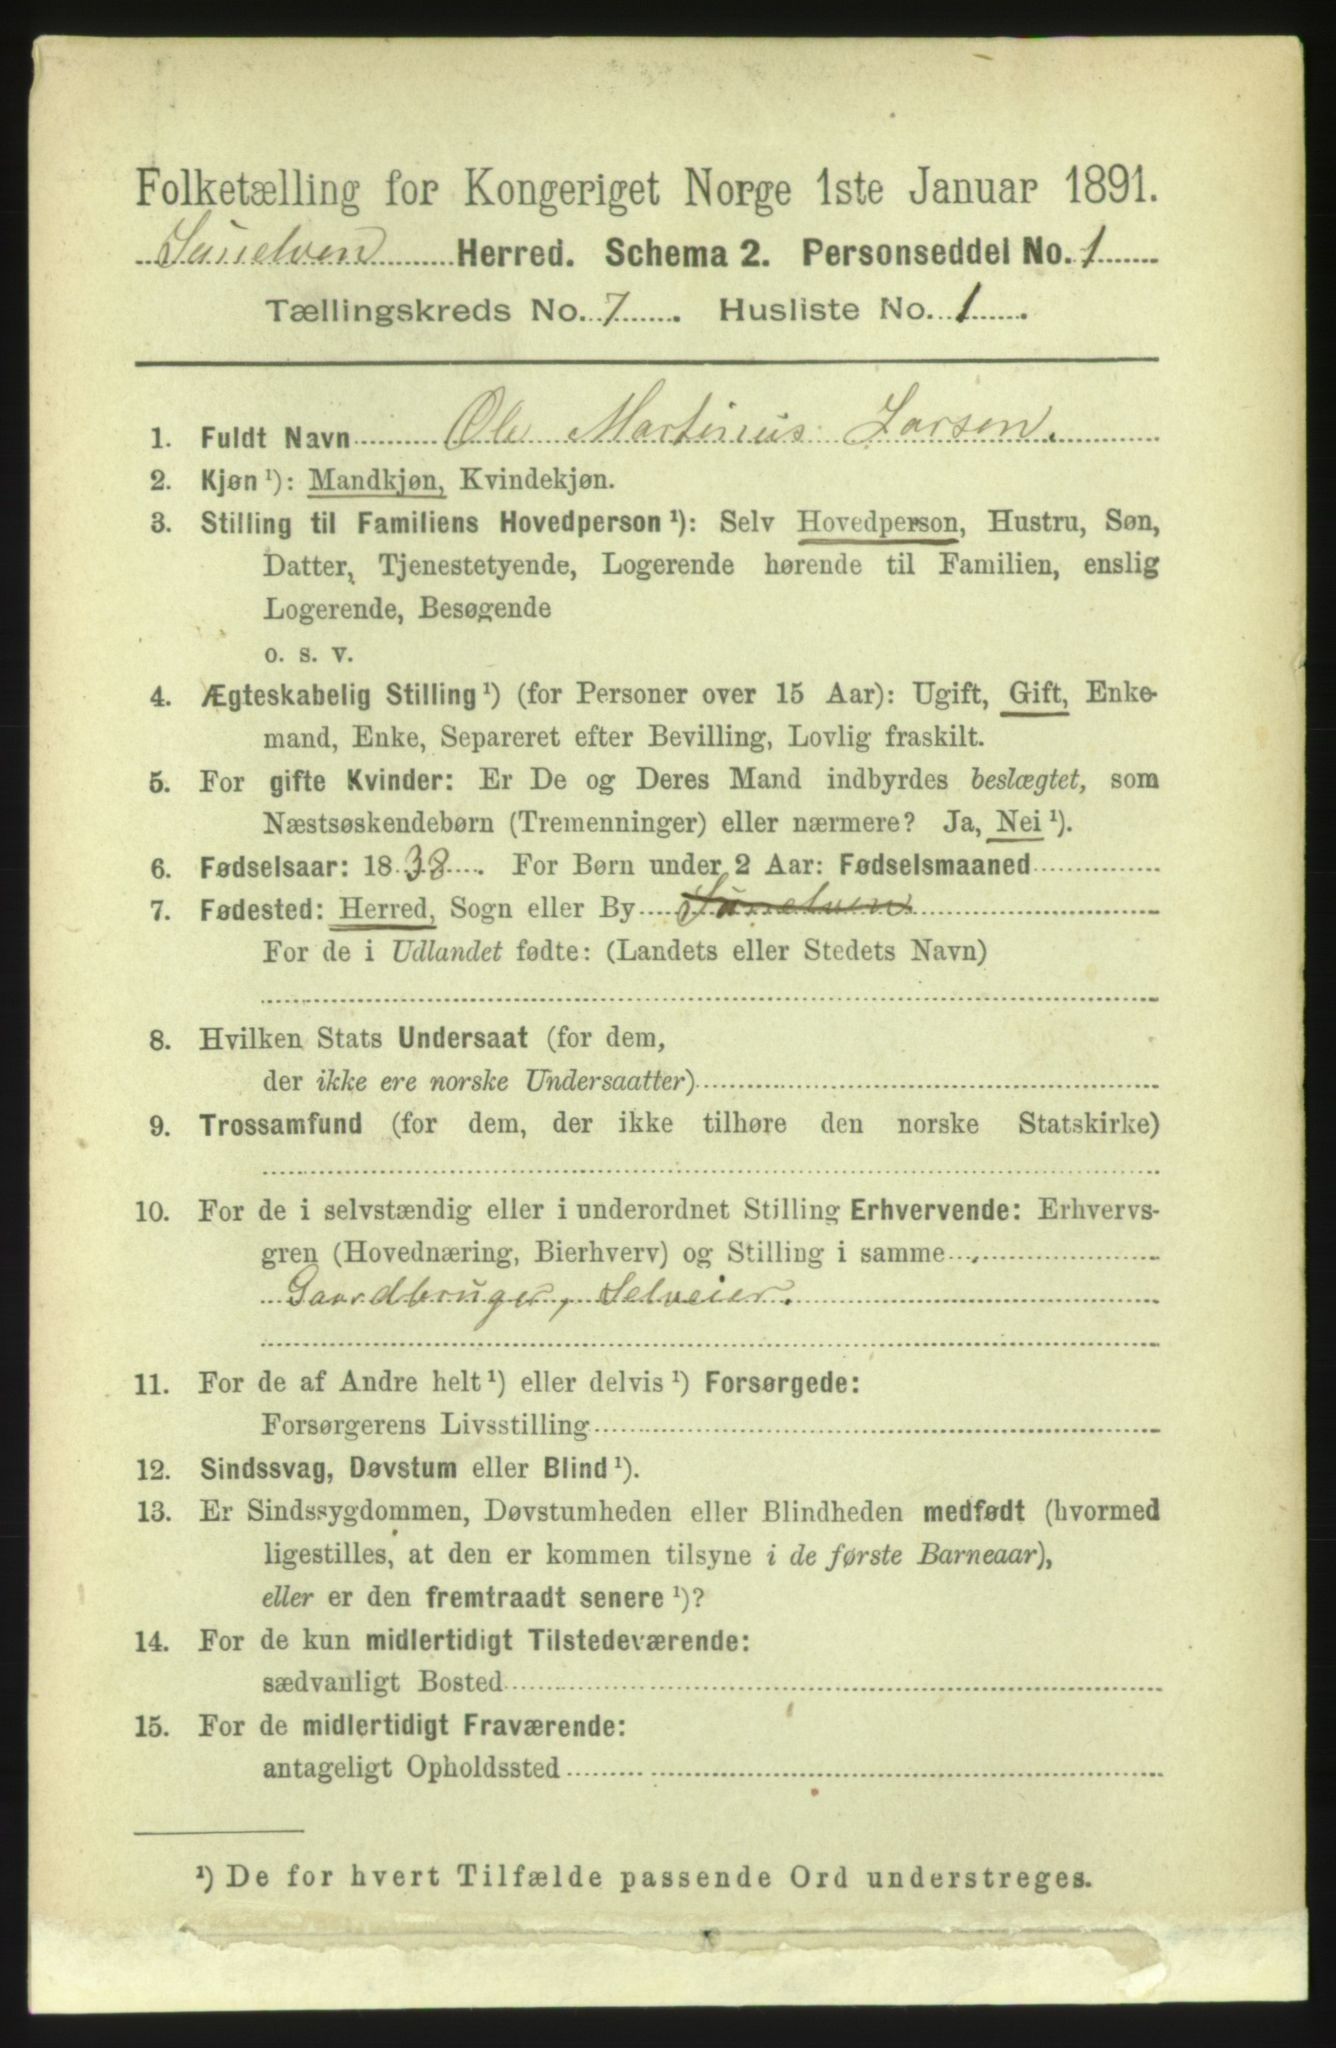 Folketælling for Kongeriget Norge 1ste Januar 1891.
Sunelven Herred. Schema 2. Personseddel No. 1
Tællingskreds No. 7. Husliste No. 1.
1. Fuldt Navn Ole Martinus Larsen.
2. Kjøn ¹): Mandkjøn, Kvindekjøn.
3. Stilling til Familiens Hovedperson ¹): Selv Hovedperson, Hustru, Søn,
Datter, Tjenestetyende, Logerende hørende til Familien, enslig
Logerende, Besøgende
o. s. v.
4. Ægteskabelig Stilling ¹) (for Personer over 15 Aar): Ugift, Gift, Enke-
mand, Enke, Separeret efter Bevilling, Lovlig fraskilt.
5. For gifte Kvinder: Er De og Deres Mand indbyrdes beslægtet, som
Næstsøskendebørn (Tremenninger) eller nærmere? Ja, Nei ¹).
6. Fødselsaar: 1838. For Børn under 2 Aar: Fødselsmaaned
7. Fødested: Herred, Sogn eller By Sunelven
For de i Udlandet fødte: (Landets eller Stedets Navn)
8. Hvilken Stats Undersaat (for dem,
der ikke ere norske Undersaatter)
9. Trossamfund (for dem, der ikke tilhøre den norske Statskirke)
10. For de i selvstændig eller i underordnet Stilling Erhvervende: Erhvervs-
gren (Hovednæring, Bierhverv) og Stilling i samme
Gaardbruger, Selveier.
11. For de af Andre helt ¹) eller delvis ¹) Forsørgede:
Forsørgerens Livsstilling
12. Sindssvag, Døvstum eller Blind ¹).
13. Er Sindssygdommen, Døvstumheden eller Blindheden medfødt (hvormed
ligestilles, at den er kommen tilsyne i de første Barneaar),
eller er den fremtraadt senere ¹)?
14. For de kun midlertidigt Tilstedeværende:
sædvanligt Bosted
15. For de midlertidigt Fraværende:
antageligt Opholdssted
¹) De for hvert Tilfælde passende Ord understreges.